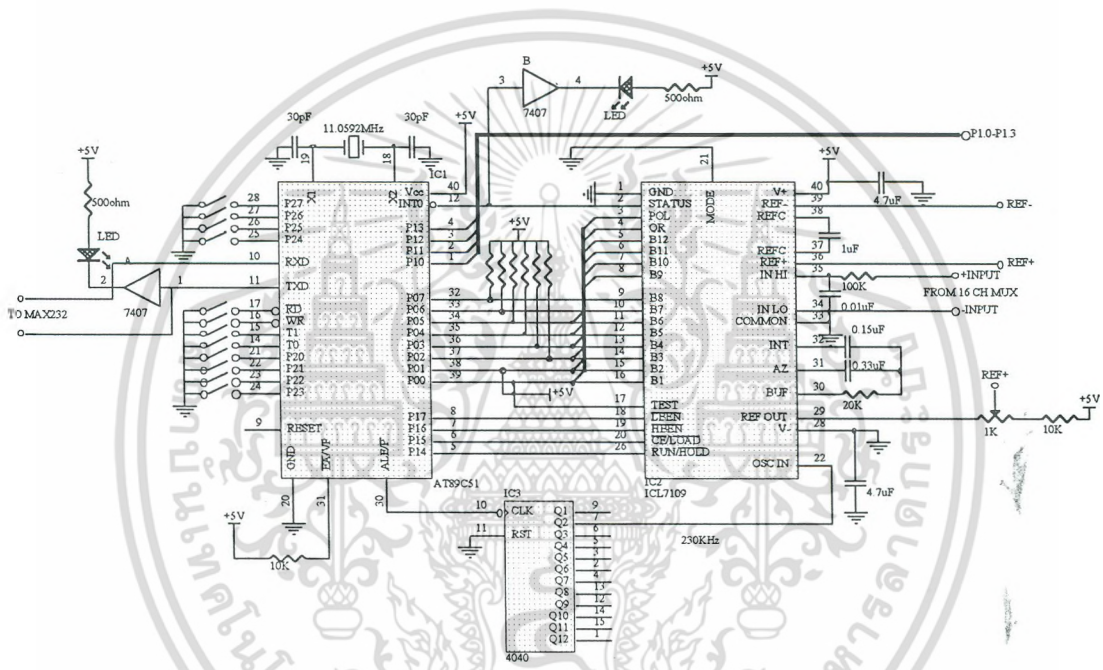 B
+5V
3
4
7407
LED
500ohm
30pF
11.0592MHz
30pF
+5V
P1.0-P1.3
19
18
IC1
21
+5V
+5V
500ohm
LED
A
2
1
7407
TO MAX232
28 P27
27 P26
26 P25
25 P24
10 RXD
11 TXD
17 RD
16 WR
15 T1
14 T0
21 P20
22 P21
23 P22
24 P23
9 RESET
X1
X2
Vcc 40
INT0 12
P13 4
P12 3
P11 2
P10 1
P07 32
P06 33
P05 34
P04 35
P03 36
P02 37
P01 38
P00 39
P17 8
P16 7
P15 6
P14 5
GND
EA/VP
ALE/P
20
31
30
AT89C51
+5V
10K
+5V
+5V
1 GND
2 STATUS
3 POL
4 OR
5 B12
6 B11
7 B10
8 B9
9 B8
10 B7
11 B6
12 B5
13 B4
14 B3
15 B2
16 B1
17 TEST
18 LBEN
19 HBEN
20 CE/LOAD
26 RUN/HOLD
MODE
V+ 40
REF- 39
REFC 38
REFC 37
REF+ 36
IN HI 35
IN LO 34
COMMON 33
INT 32
AZ 31
BUF 30
REF OUT 29
V- 28
OSC IN 22
IC2
ICL7109
4.7uF
REF-
1uF
REF+
100K
+INPUT
FROM 16 CH MUX
0.01uF
-INPUT
0.15uF
0.33uF
20K
REF+
+5V
1K
10K
4.7uF
230KHz
IC3
10 CLK
11 RST
Q1 9
Q2 7
Q3 6
Q4 5
Q5 3
Q6 2
Q7 4
Q8 13
Q9 12
Q10 14
Q11 15
Q12 1
4040